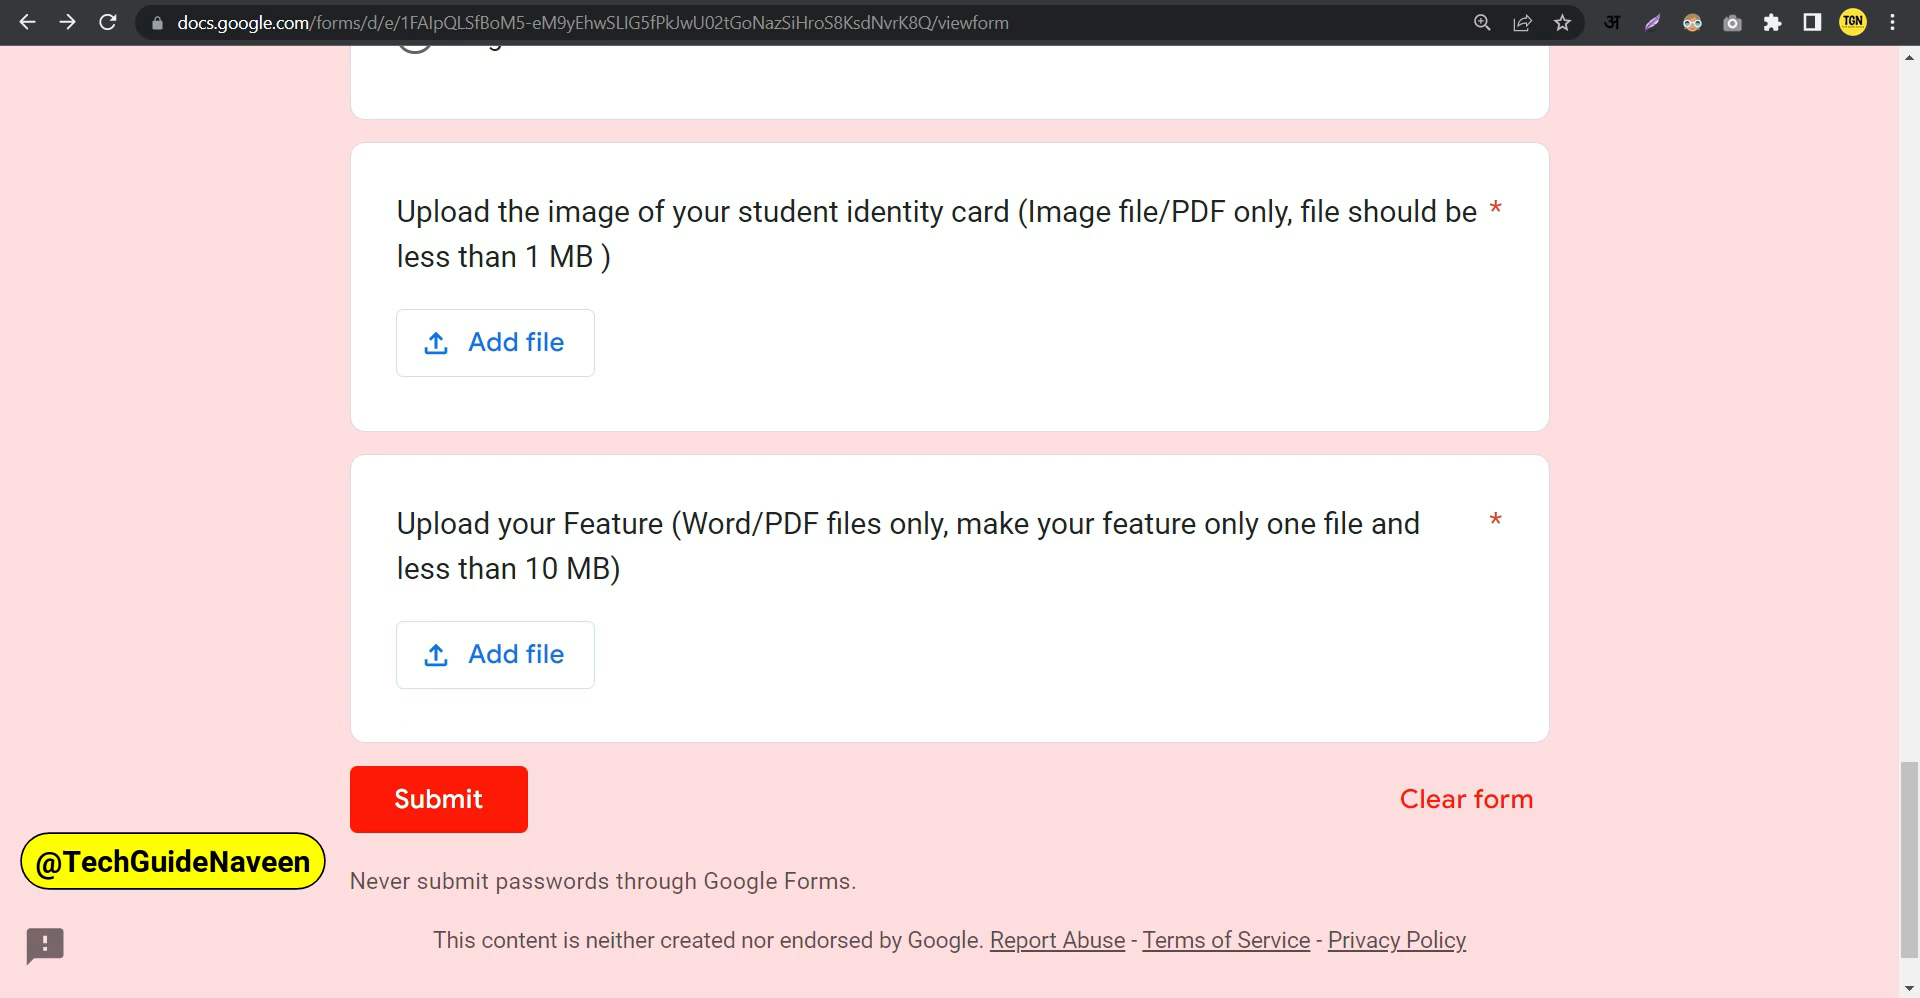 docs.google.com/forms/d/e/1FAIpQLSfBoM5-eM9yEhwSLIG5fPkJwU02tGoNazSiHroS8KsdNvrK8Q/viewform
अ
TGN
Upload the image of your student identity card (Image file/PDF only, file should be *
less than 1 MB )
Add file
Upload your Feature (Word/PDF files only, make your feature only one file and *
less than 10 MB)
Add file
Submit
Clear form
@TechGuideNaveen
Never submit passwords through Google Forms.
This content is neither created nor endorsed by Google. Report Abuse - Terms of Service - Privacy Policy